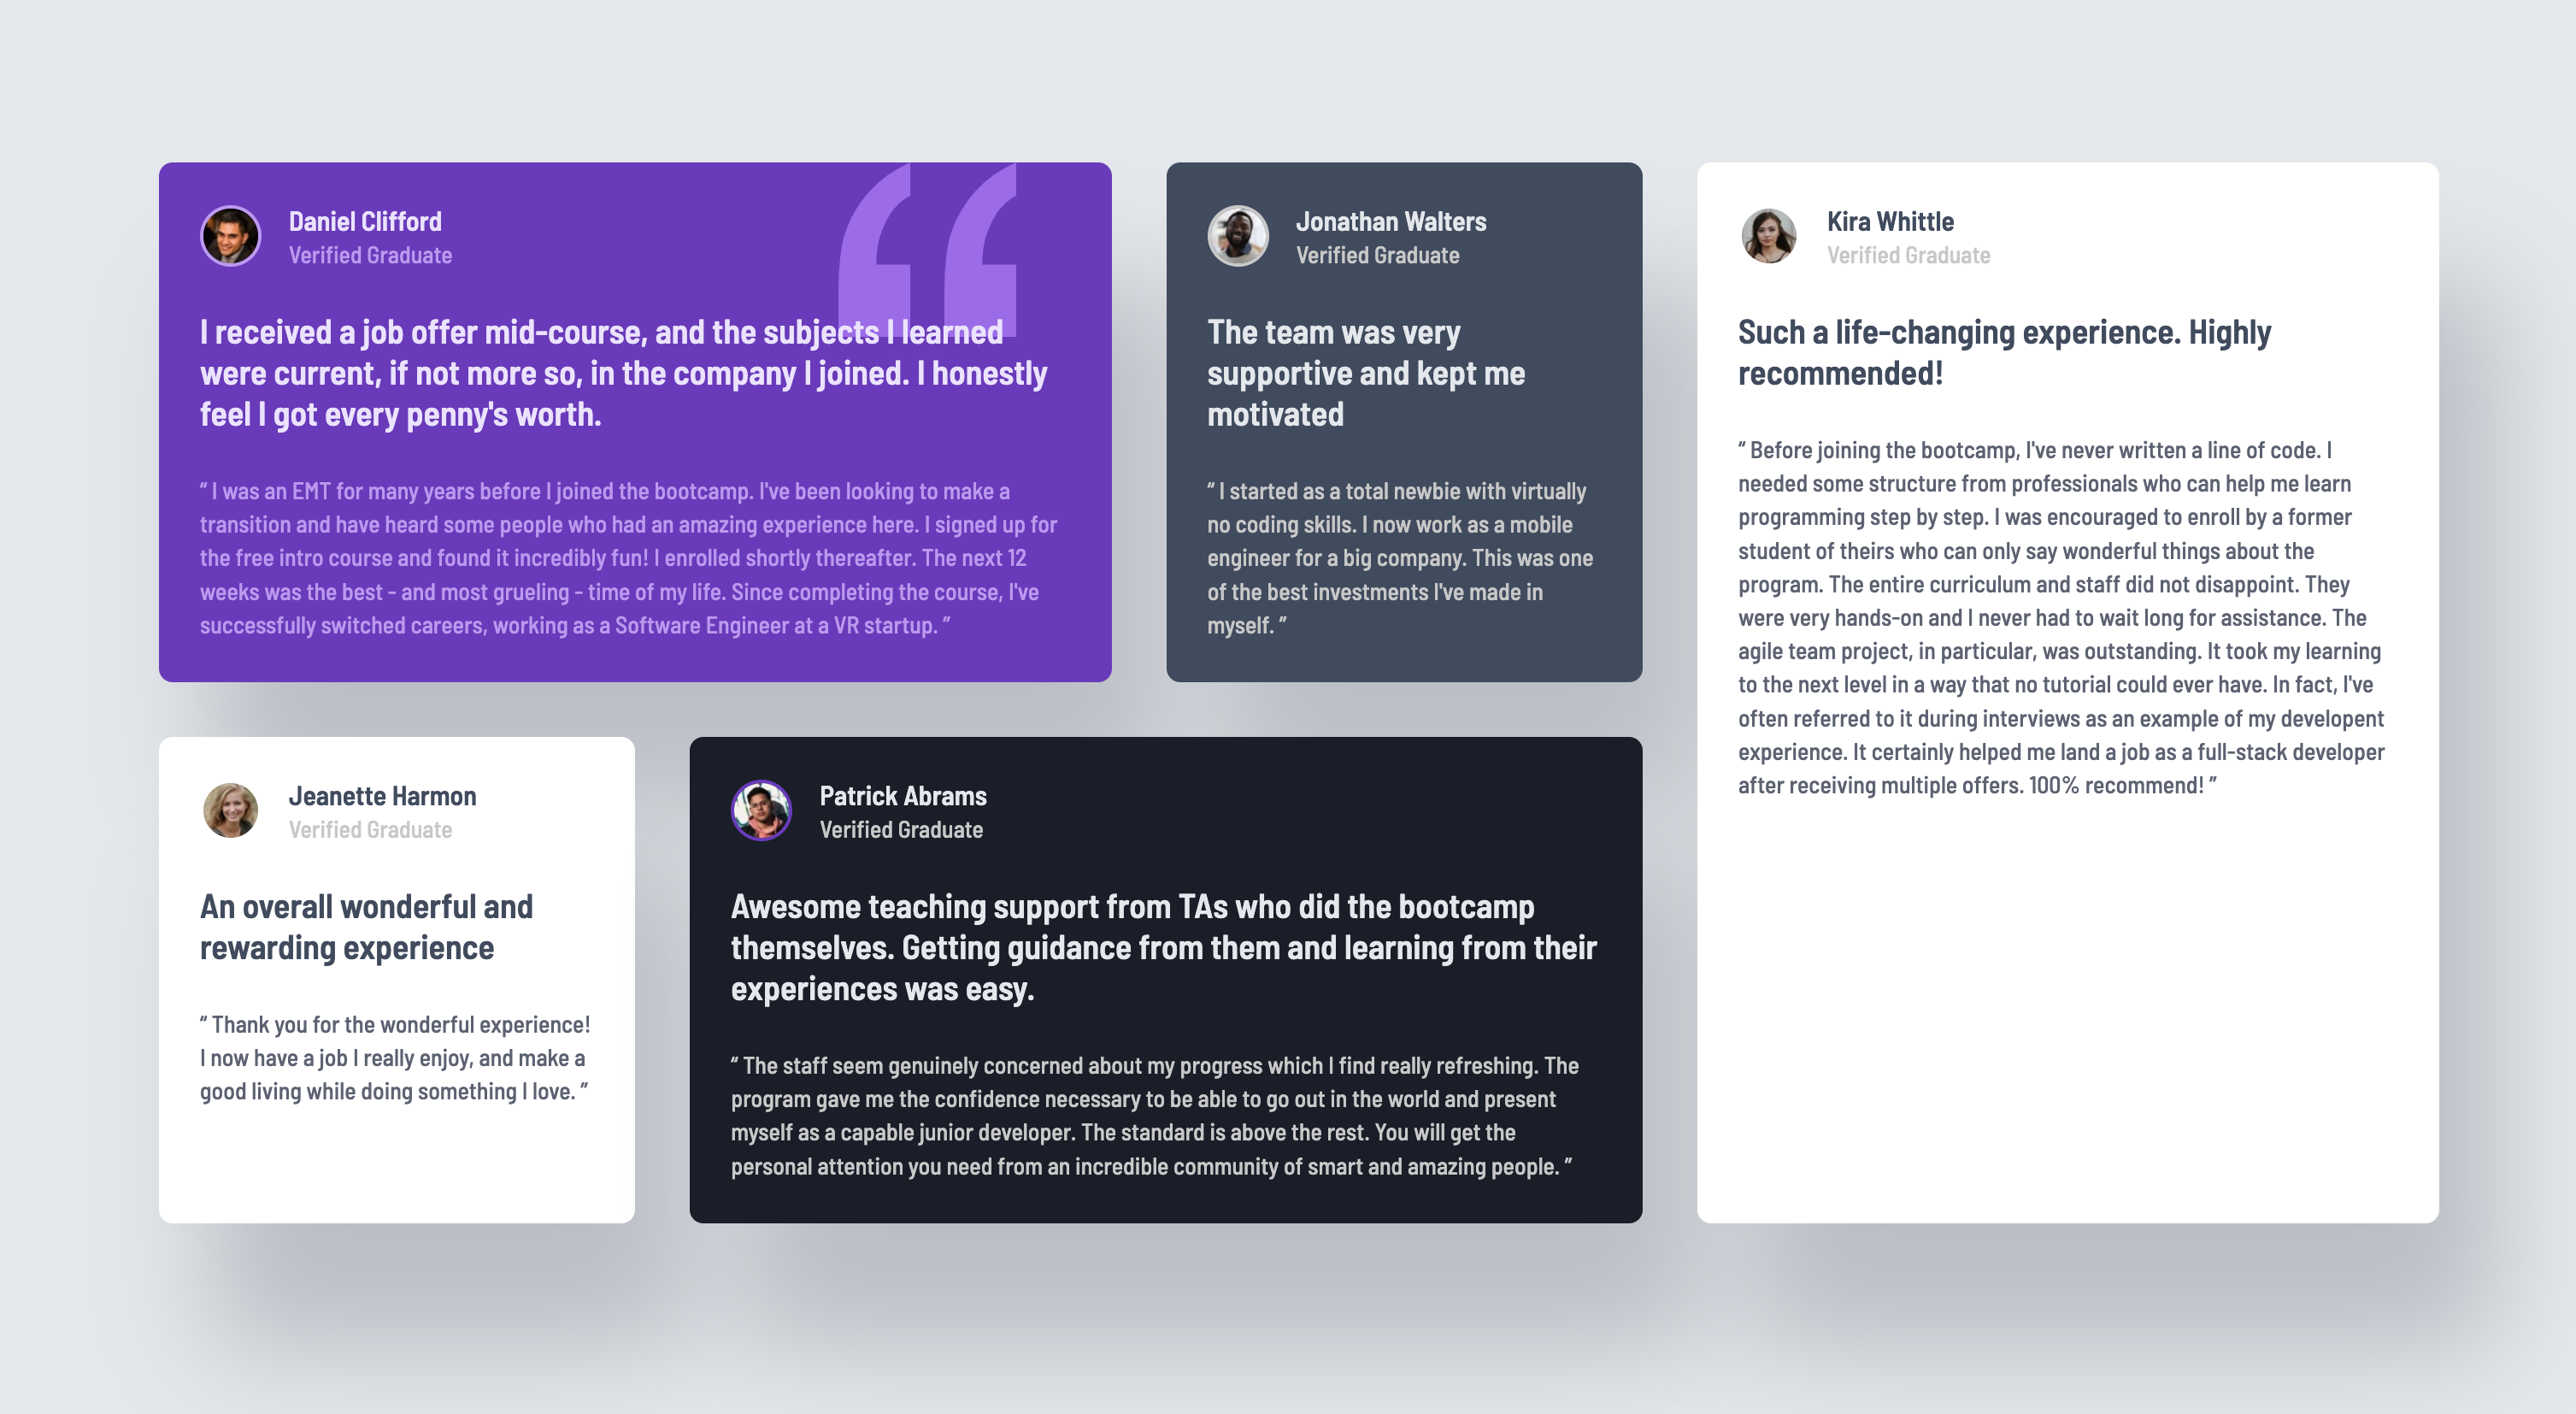 Daniel Clifford
Verified Graduate
I received a job offer mid-course, and the subjects I learned
were current, if not more so, in the company I joined. I honestly
feel I got every penny's worth.
“ I was an EMT for many years before I joined the bootcamp. I've been looking to make a
transition and have heard some people who had an amazing experience here. I signed up for
the free intro course and found it incredibly fun! I enrolled shortly thereafter. The next 12
weeks was the best - and most grueling - time of my life. Since completing the course, I've
successfully switched careers, working as a Software Engineer at a VR startup. ”
Jonathan Walters
Verified Graduate
The team was very
supportive and kept me
motivated
“ I started as a total newbie with virtually
no coding skills. I now work as a mobile
engineer for a big company. This was one
of the best investments I've made in
myself. ”
Kira Whittle
Verified Graduate
Such a life-changing experience. Highly
recommended!
“ Before joining the bootcamp, I've never written a line of code. I
needed some structure from professionals who can help me learn
programming step by step. I was encouraged to enroll by a former
student of theirs who can only say wonderful things about the
program. The entire curriculum and staff did not disappoint. They
were very hands-on and I never had to wait long for assistance. The
agile team project, in particular, was outstanding. It took my learning
to the next level in a way that no tutorial could ever have. In fact, I've
often referred to it during interviews as an example of my developent
experience. It certainly helped me land a job as a full-stack developer
after receiving multiple offers. 100% recommend! ”
Jeanette Harmon
Verified Graduate
An overall wonderful and
rewarding experience
“ Thank you for the wonderful experience!
I now have a job I really enjoy, and make a
good living while doing something I love. ”
Patrick Abrams
Verified Graduate
Awesome teaching support from TAs who did the bootcamp
themselves. Getting guidance from them and learning from their
experiences was easy.
“ The staff seem genuinely concerned about my progress which I find really refreshing. The
program gave me the confidence necessary to be able to go out in the world and present
myself as a capable junior developer. The standard is above the rest. You will get the
personal attention you need from an incredible community of smart and amazing people. ”